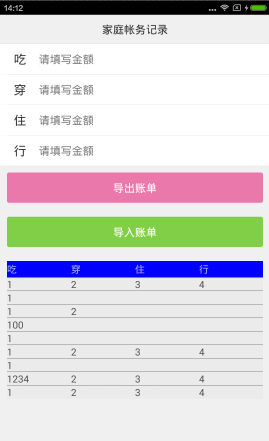 14:12
家庭帐务记录
吃 请填写金额
穿 请填写金额
住 请填写金额
行 请填写金额
导出账单
导入账单
吃 穿 住 行
1 2 3 4
1
1 2
100
1
1 2 3 4
1
1234 2 3 4
1 2 3 4